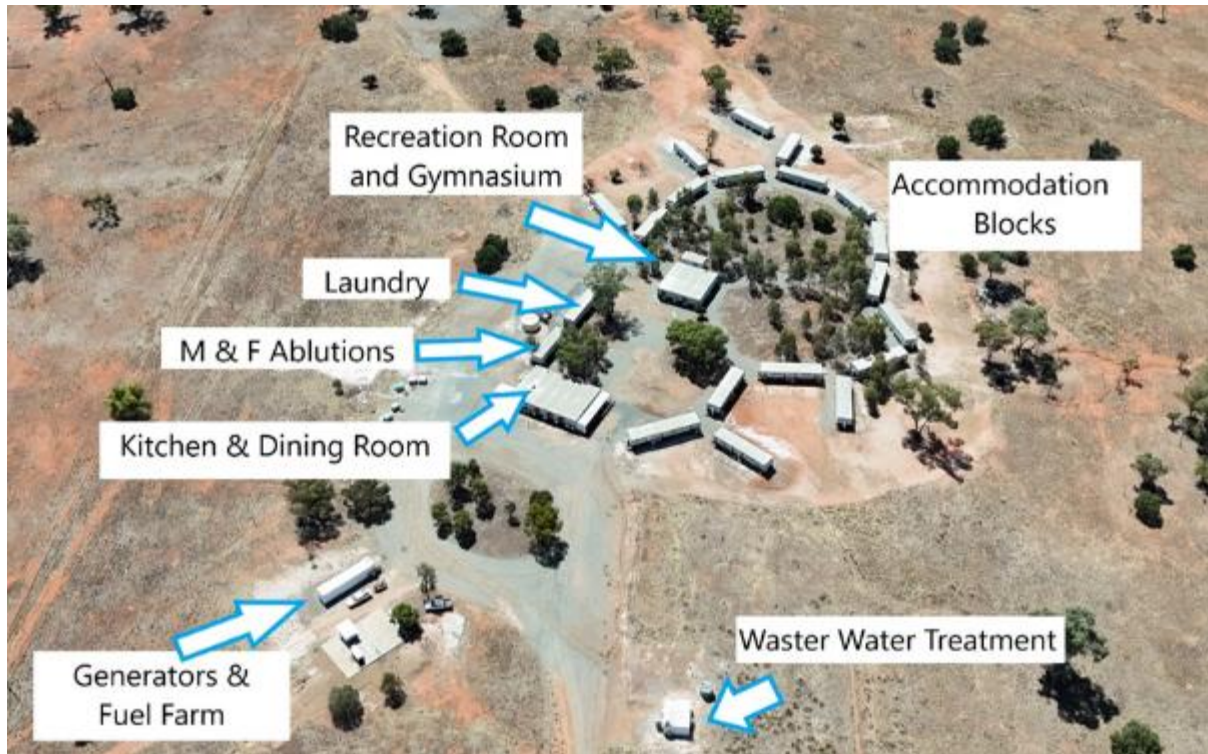 Recreation Room
and Gymnasium
Accommodation
Blocks
Laundry
M & F Ablutions
Kitchen & Dining Room
Generators &
Fuel Farm
Waster Water Treatment